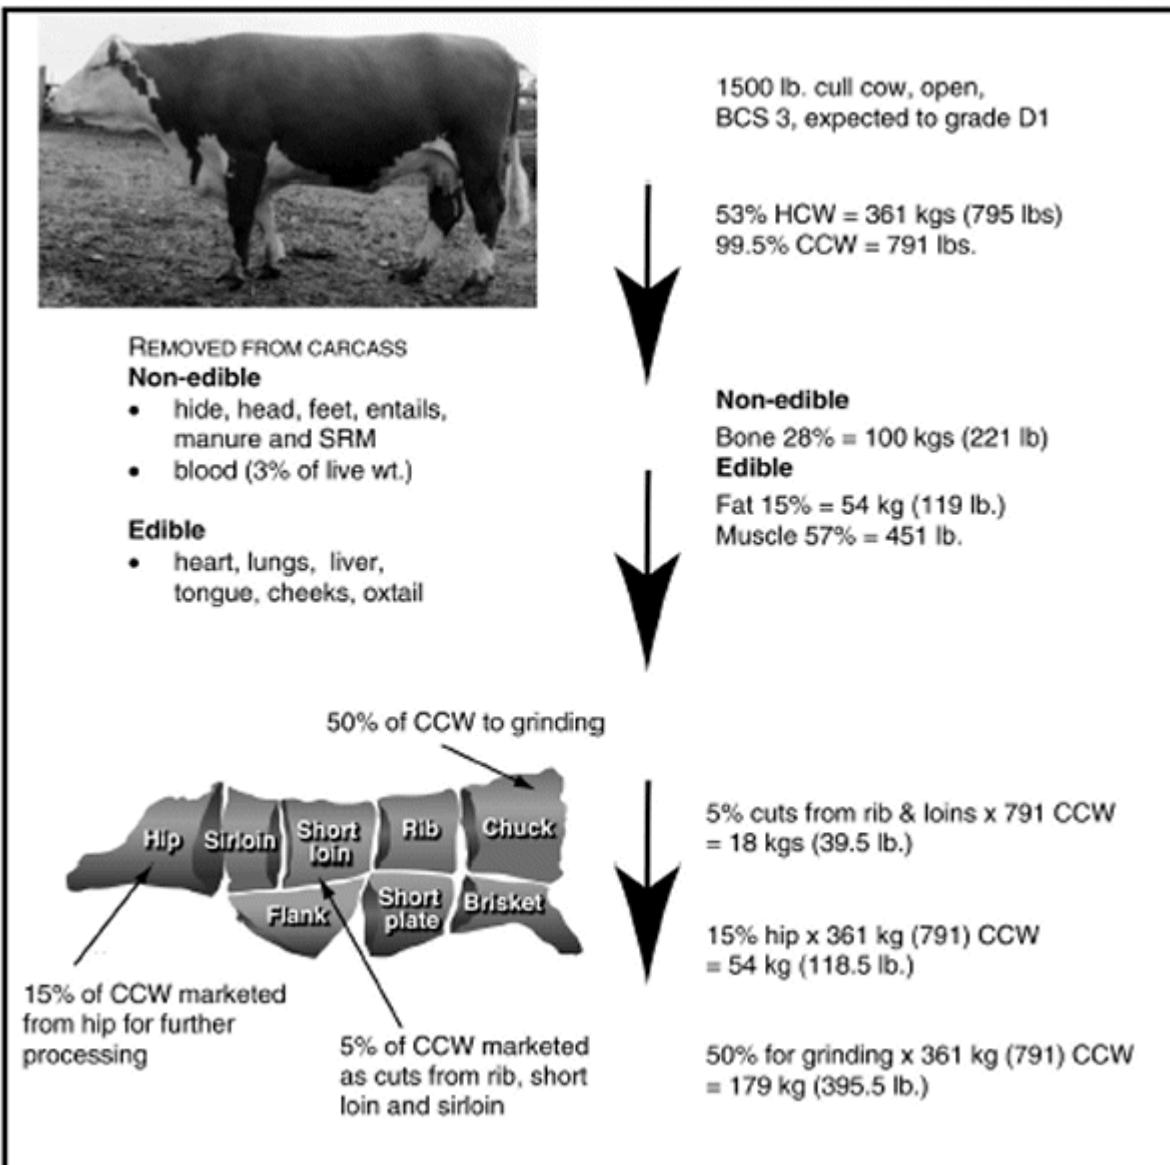 1500 lb. cull cow, open,
BCS 3, expected to grade D1
53% HCW = 361 kgs (795 lbs)
99.5% CCW = 791 lbs.
REMOVED FROM CARCASS
Non-edible
• hide, head, feet, entails,
manure and SRM
• blood (3% of live wt.)
Edible
• heart, lungs, liver,
tongue, cheeks, oxtail
Non-edible
Bone 28% = 100 kgs (221 lb)
Edible
Fat 15% = 54 kg (119 lb.)
Muscle 57% = 451 lb.
50% of CCW to grinding
Hip
Sirloin
Short
loin
Rib
Chuck
Flank
Short
plate
Brisket
15% of CCW marketed
from hip for further
processing
5% of CCW marketed
as cuts from rib, short
loin and sirloin
5% cuts from rib & loins x 791 CCW
= 18 kgs (39.5 lb.)
15% hip x 361 kg (791) CCW
= 54 kg (118.5 lb.)
50% for grinding x 361 kg (791) CCW
= 179 kg (395.5 lb.)